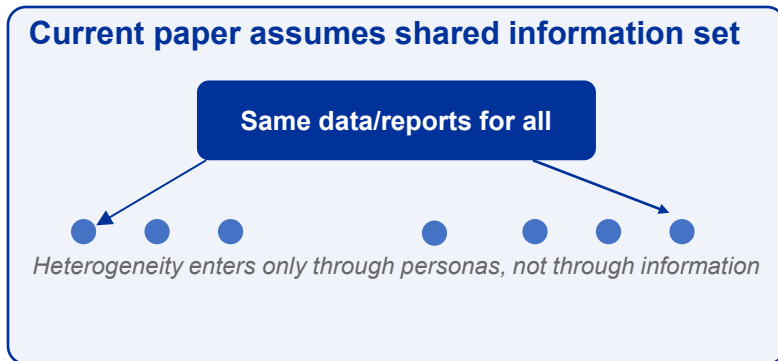 Current paper assumes shared information set
Same data/reports for all
Heterogeneity enters only through personas, not through information